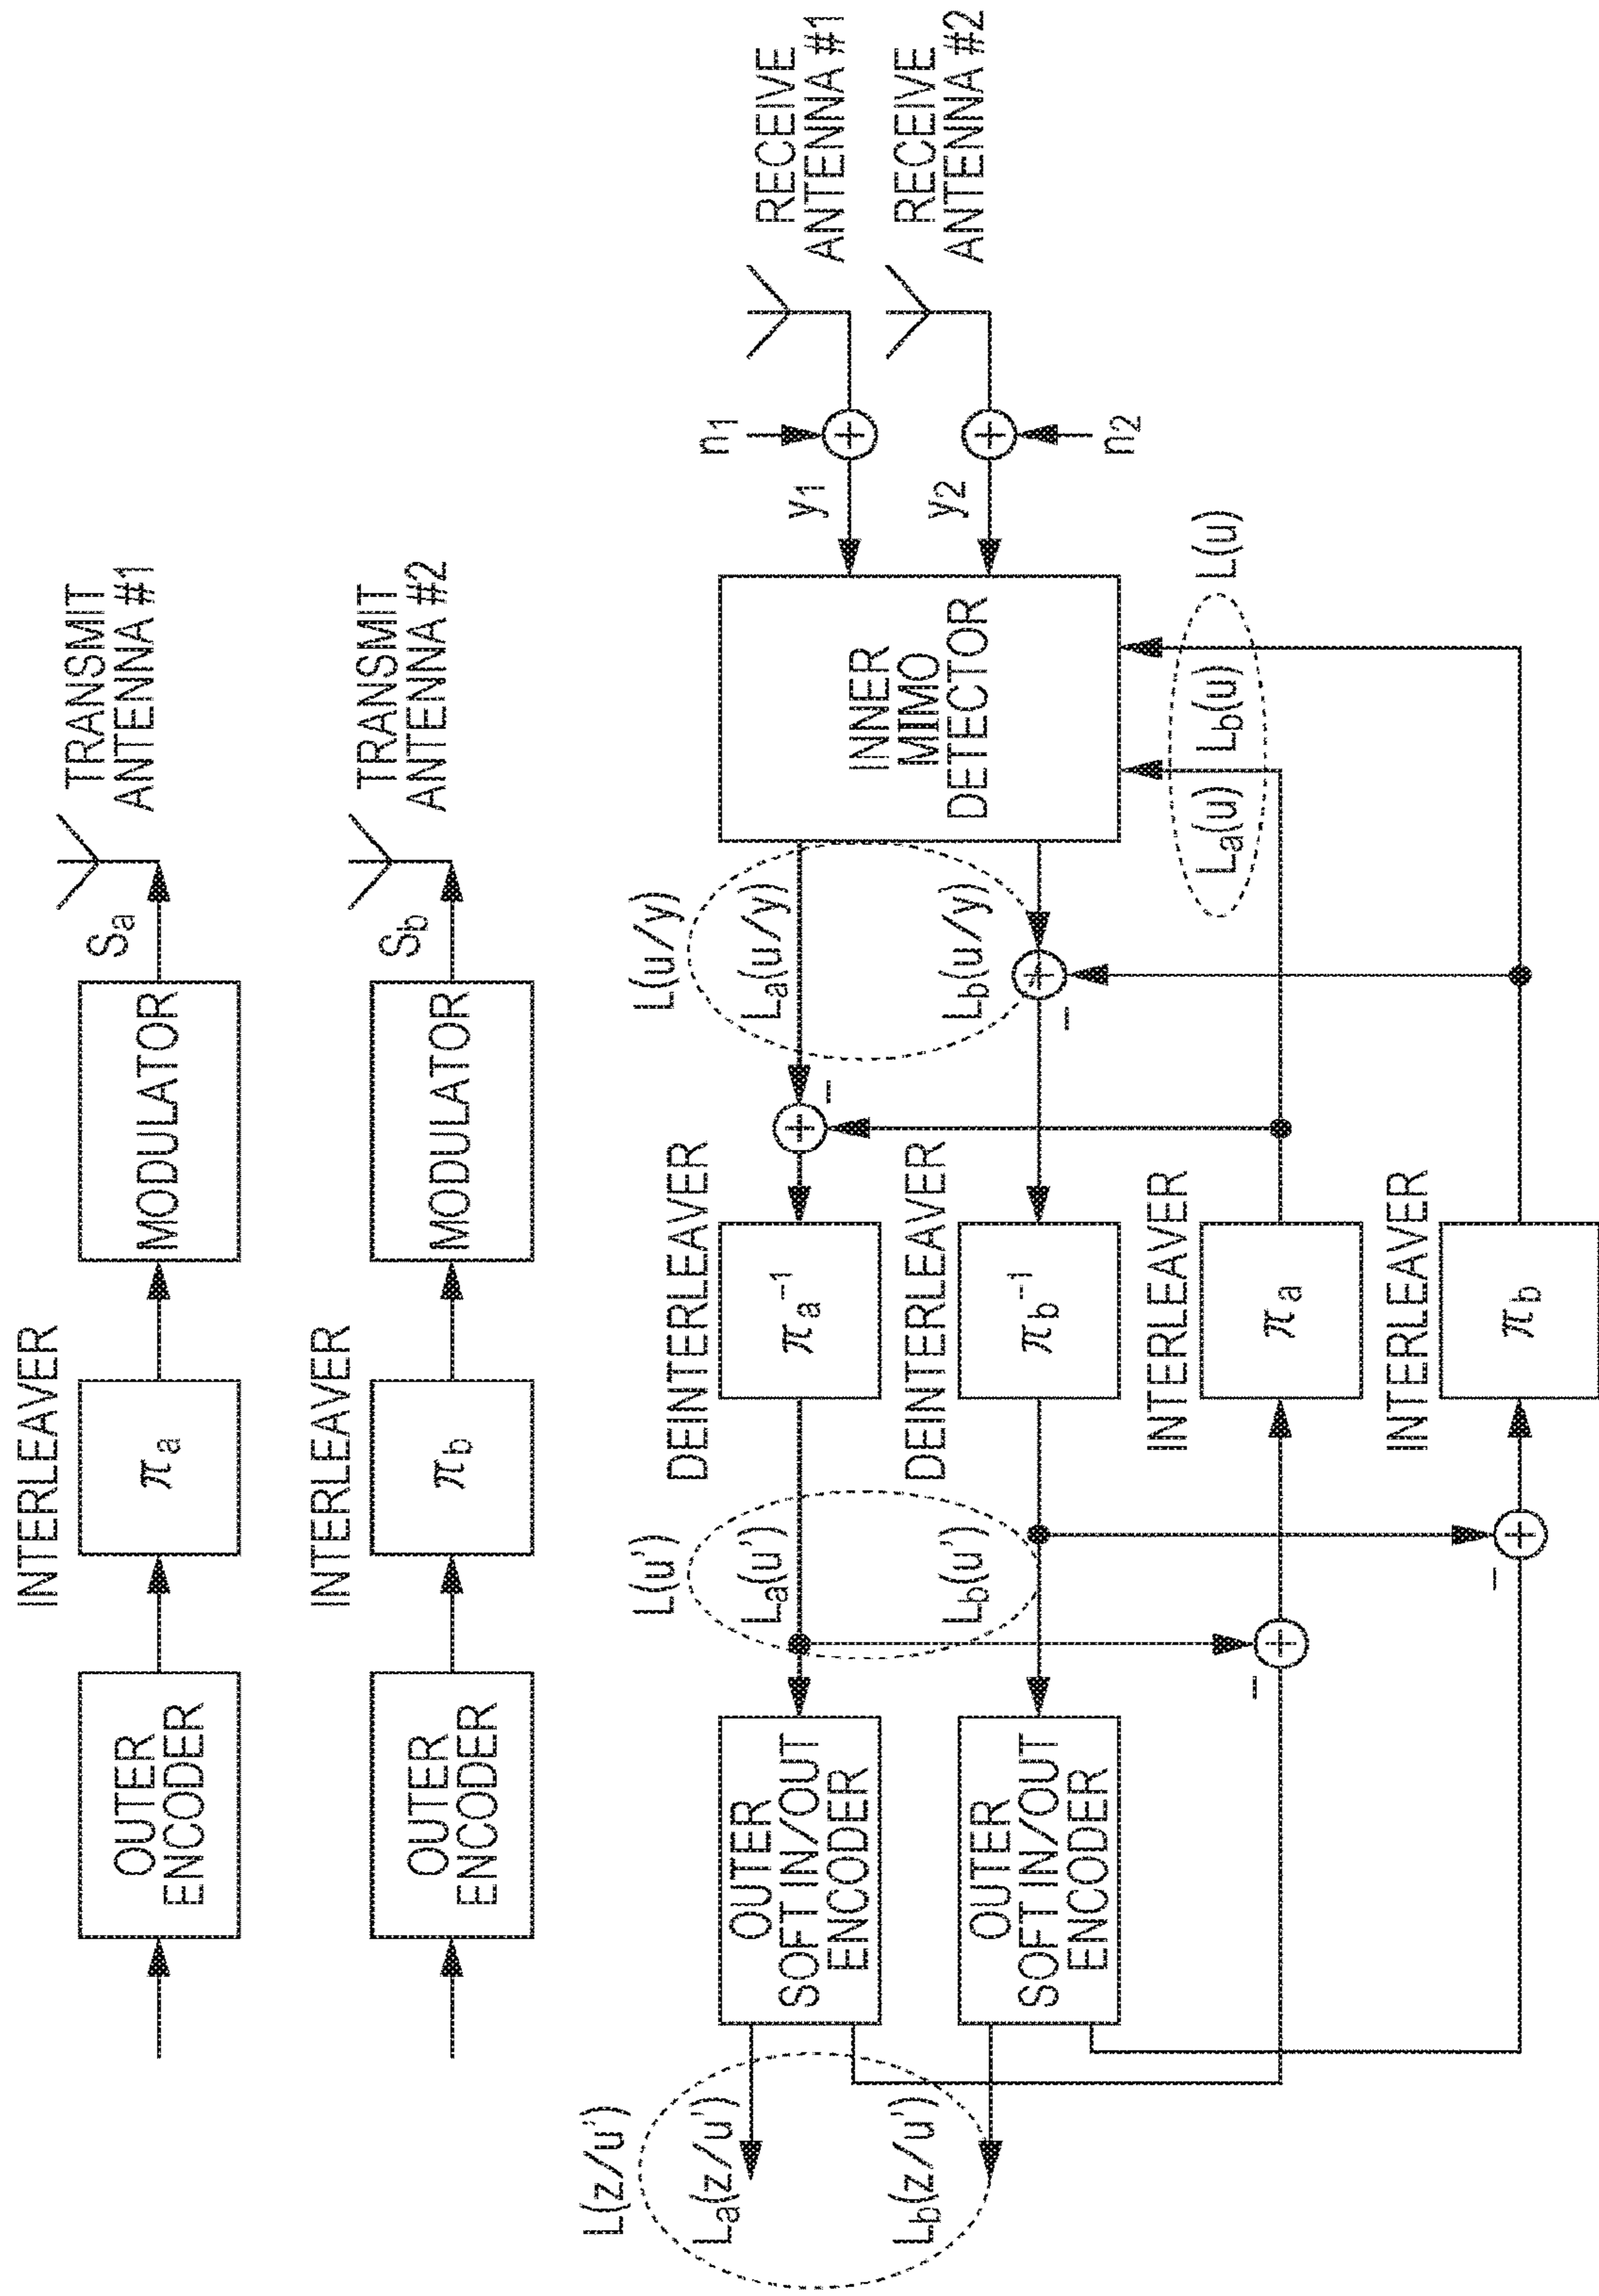 INTERLEAVER
OUTER
ENCODER
πa
MODULATOR
Sa
TRANSMIT
ANTENNA #1
INTERLEAVER
OUTER
ENCODER
πb
MODULATOR
Sb
TRANSMIT
ANTENNA #2
L(z/u')
La(z/u')
Lb(z/u')
OUTER
SOFT IN/OUT
ENCODER
OUTER
SOFT IN/OUT
ENCODER
L(u')
La(u')
Lb(u')
DEINTERLEAVER
πa−1
DEINTERLEAVER
πb−1
INTERLEAVER
πa
INTERLEAVER
πb
+
−
+
−
+
−
+
−
L(u/y)
La(u/y)
Lb(u/y)
INNER
MIMO
DETECTOR
La(u) Lb(u)
L(u)
y1
n1
+
y2
n2
+
RECEIVE
ANTENNA #1
RECEIVE
ANTENNA #2